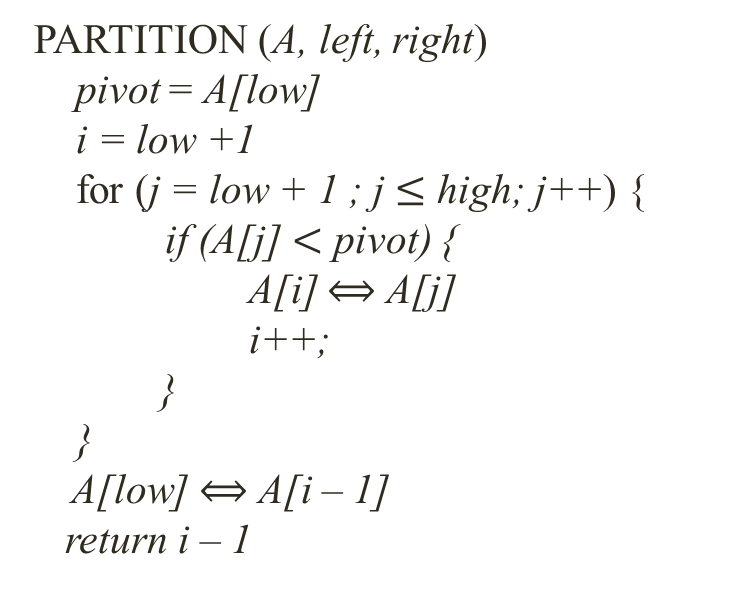 PARTITION (A, left, right)
pivot = A[low]
i = low +1
for (j = low + 1 ; j ≤ high; j++) {
if (A[j] < pivot) {
A[i] ⇔ A[j]
i++;
}
}
A[low] ⇔ A[i – 1]
return i – 1